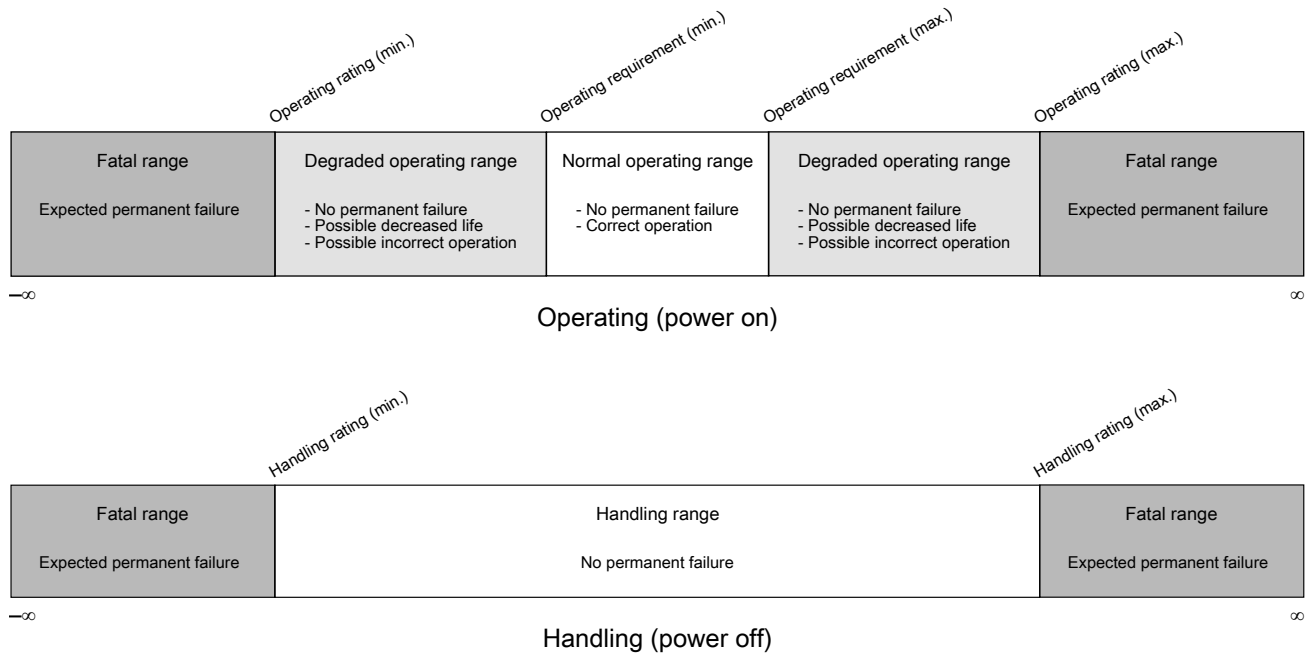 Operating rating (min.)
Operating requirement (min.)
Operating requirement (max.)
Operating rating (max.)
Fatal range
Expected permanent failure
Degraded operating range
- No permanent failure
- Possible decreased life
- Possible incorrect operation
Normal operating range
- No permanent failure
- Correct operation
Degraded operating range
- No permanent failure
- Possible decreased life
- Possible incorrect operation
Fatal range
Expected permanent failure
–∞
∞
Operating (power on)
Handling rating (min.)
Handling rating (max.)
Fatal range
Expected permanent failure
Handling range
No permanent failure
Fatal range
Expected permanent failure
–∞
∞
Handling (power off)